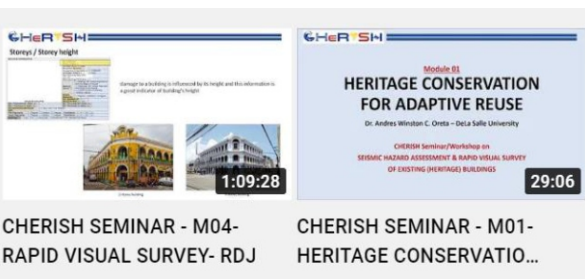 CHERISH
Storeys / Storey height
damage to a building is influenced by its height and this information is
a good indicator of building's height
1:09:28
CHERISH SEMINAR - M04-
RAPID VISUAL SURVEY- RDJ
CHERISH
Module 01
HERITAGE CONSERVATION
FOR ADAPTIVE REUSE
Dr. Andres Winston C. Oreta – DeLa Salle University
CHERISH Seminar/Workshop on
SEISMIC HAZARD ASSESSMENT & RAPID VISUAL SURVEY
OF EXISTING (HERITAGE) BUILDINGS
29:06
CHERISH SEMINAR - M01-
HERITAGE CONSERVATIO...